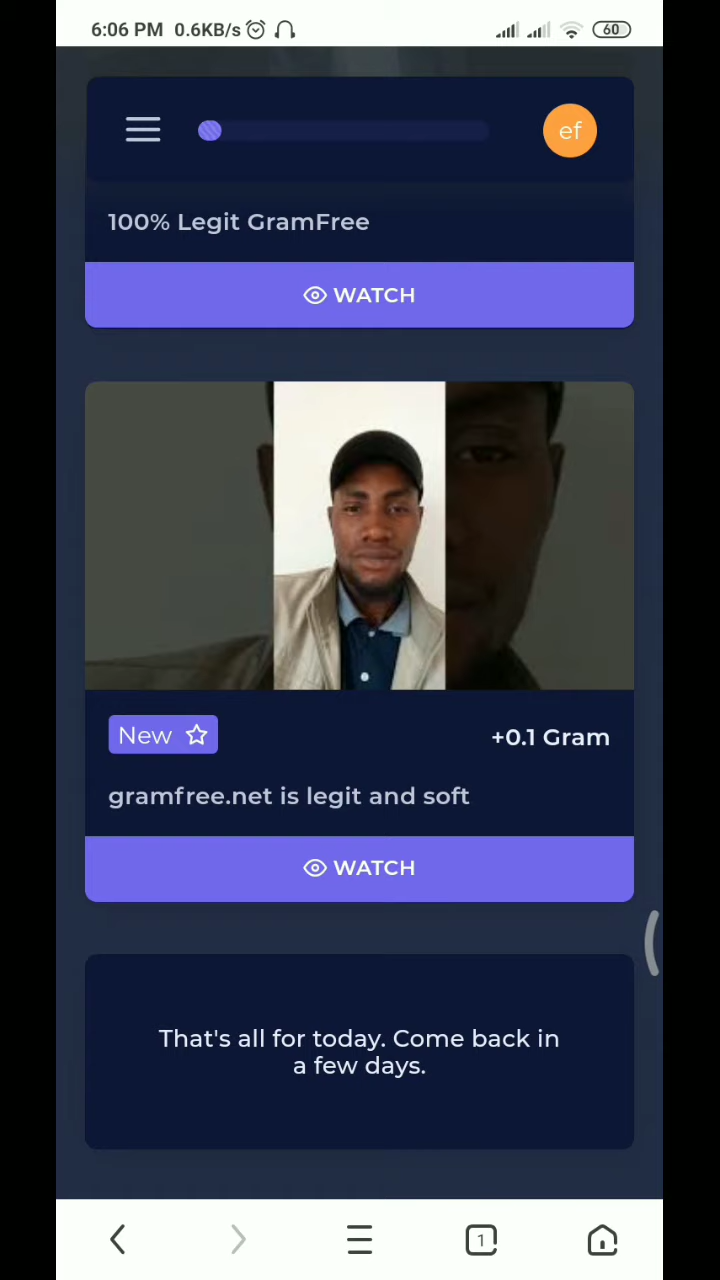 6:06 PM 0.6KB/s 60
ef
100% Legit GramFree
WATCH
New +0.1 Gram
gramfree.net is legit and soft
WATCH
That's all for today. Come back in
a few days.
1